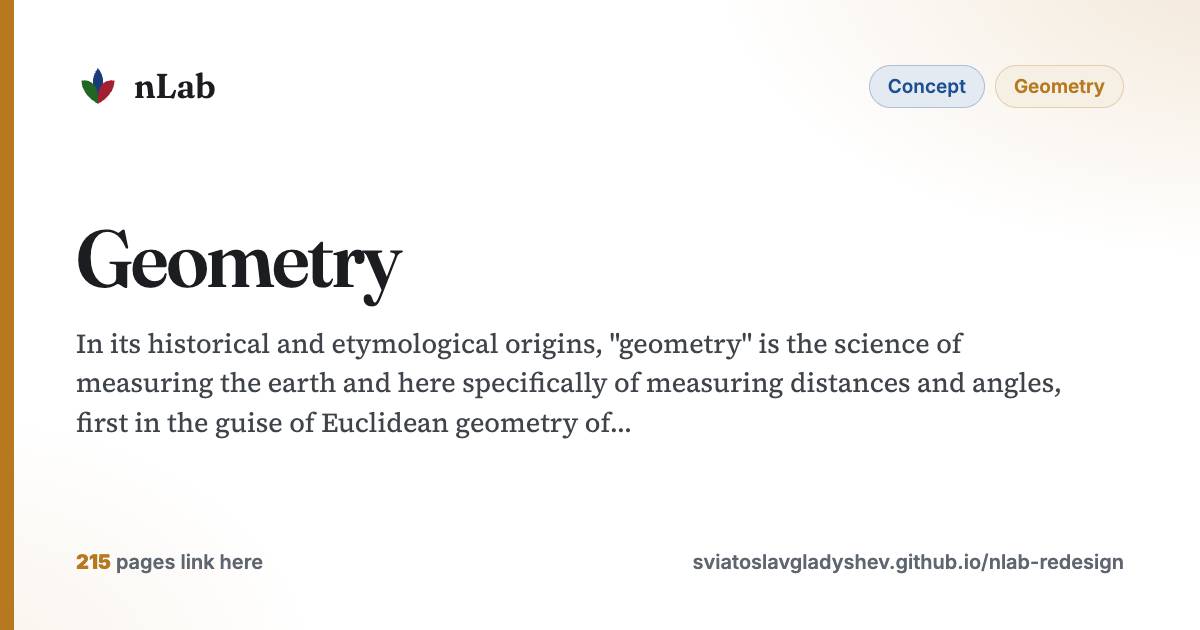 nLab
Concept
Geometry
Geometry
In its historical and etymological origins, "geometry" is the science of
measuring the earth and here specifically of measuring distances and angles,
first in the guise of Euclidean geometry of...
215 pages link here
sviatoslavgladyshev.github.io/nlab-redesign